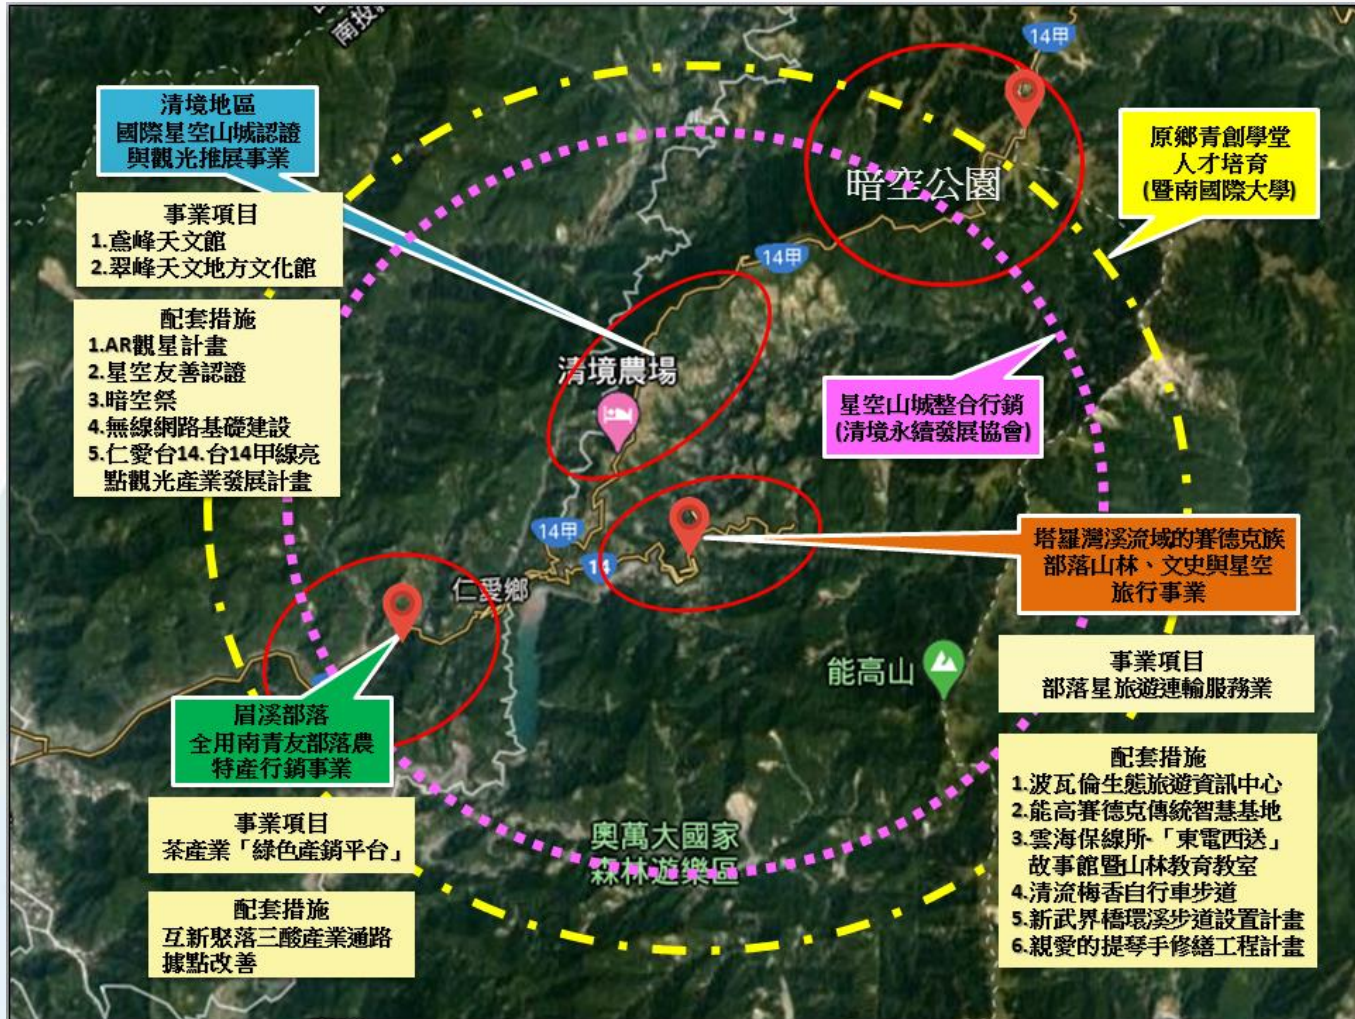 南投
14甲
清境地區
國際星空山城認證
與觀光推展事業
事業項目
1.鳶峰天文館
2.翠峰天文地方文化館
配套措施
1.AR觀星計畫
2.星空友善認證
3.暗空祭
4.無線網路基礎建設
5.仁愛台14.台14甲線亮
點觀光產業發展計畫
暗空公園
原鄉青創學堂
人才培育
(暨南國際大學)
14甲
清境農場
星空山城整合行銷
(清境永續發展協會)
14甲
14
仁愛鄉
塔羅灣溪流域的賽德克族
部落山林、文史與星空
旅行事業
能高山
事業項目
部落星旅遊運輸服務業
眉溪部落
全用南青友部落農
特產行銷事業
事業項目
茶產業「綠色產銷平台」
配套措施
互新聚落三酸產業通路
據點改善
奧萬大國家
森林遊樂區
配套措施
1.波瓦倫生態旅遊資訊中心
2.能高賽德克傳統智慧基地
3.雲海保線所-「東電西送」
故事館暨山林教育教室
4.清流梅香自行車步道
5.新武界橋環溪步道設置計畫
6.親愛的提琴手修繕工程計畫